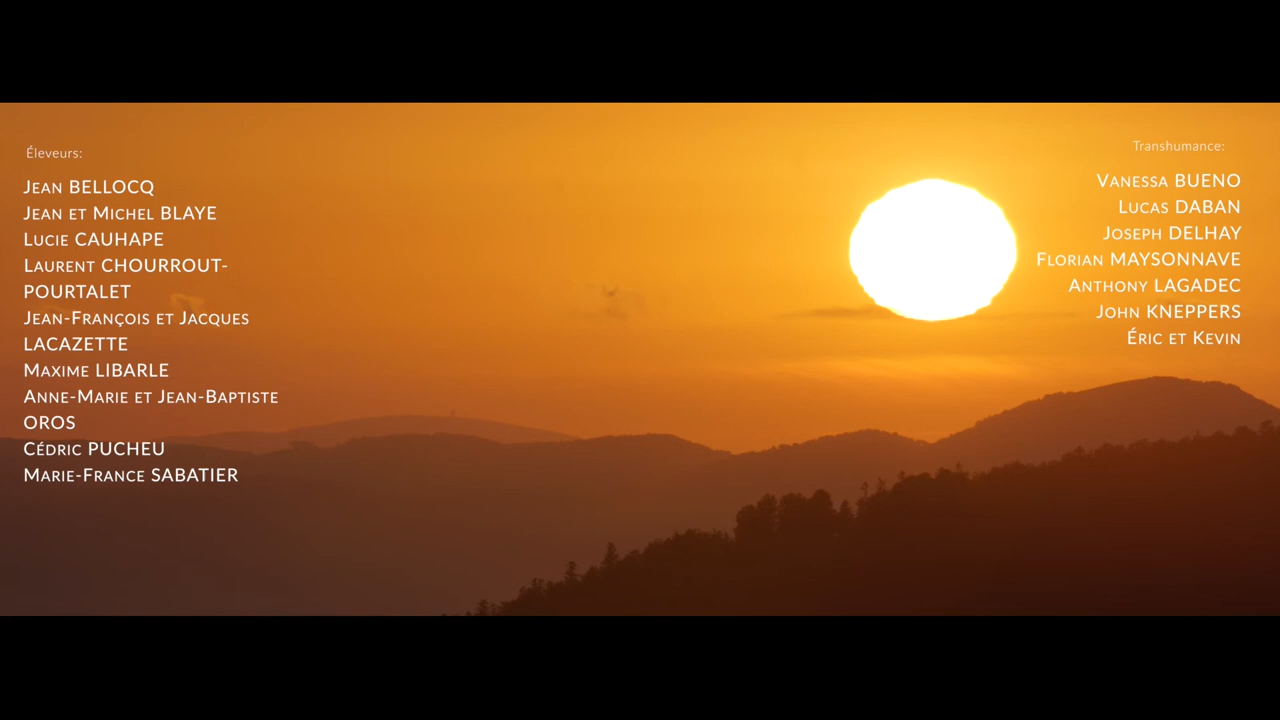 Éleveurs:
Jean BELLOCQ
Jean et Michel BLAYE
Lucie CAUHAPE
Laurent CHOURROUT-
POURTALET
Jean-François et Jacques
LACAZETTE
Maxime LIBARLE
Anne-Marie et Jean-Baptiste
OROS
Cédric PUCHEU
Marie-France SABATIER
Transhumance:
Vanessa BUENO
Lucas DABAN
Joseph DELHAY
Florian MAYSONNAVE
Anthony LAGADEC
John KNEPPERS
Éric et Kevin